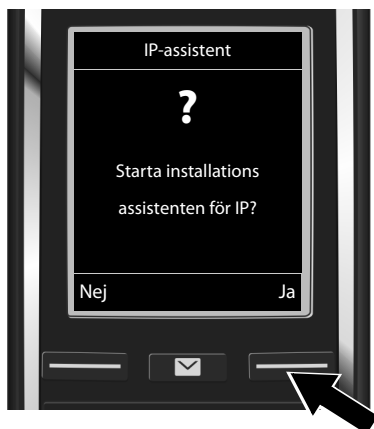 IP-assistent
?
Starta installations
assistenten för IP?
Nej Ja